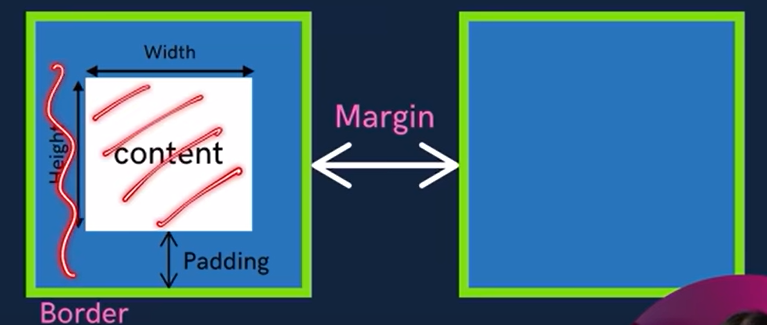 Width
Height
content
Margin
Padding
Border